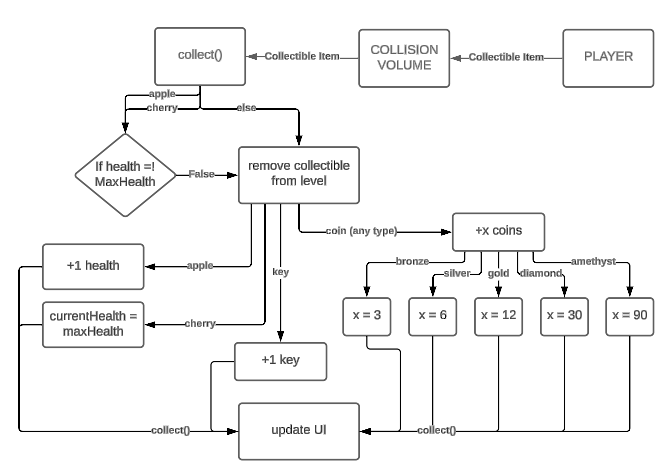 collect()
Collectible Item
COLLISION
VOLUME
Collectible Item
PLAYER
apple
cherry
else
If health =!
MaxHealth
False
remove collectible
from level
coin (any type)
+x coins
bronze
silver
gold
diamond
amethyst
+1 health
apple
key
currentHealth =
maxHealth
cherry
x = 3
x = 6
x = 12
x = 30
x = 90
+1 key
collect()
update UI
collect()